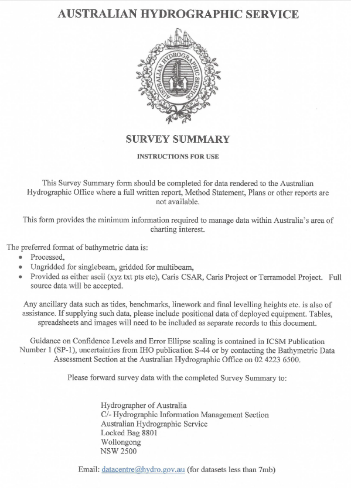 AUSTRALIAN HYDROGRAPHIC SERVICE
AUSTRALIAN HYDROGRAPHIC SERVICE
SURVEY SUMMARY
INSTRUCTIONS FOR USE
This Survey Summary form should be completed for data rendered to the Australian
Hydrographic Office where a full written report, Method Statement, Plans or other reports are
not available.
This form provides the minimum information required to manage data within Australia's area of
charting interest.
The preferred format of bathymetric data is:
• Processed,
• Ungridded for singlebeam, gridded for multibeam,
• Provided as either ascii (xyz txt pts etc), Caris CSAR, Caris Project or Terramodel Project. Full
source data will be accepted.
Any ancillary data such as tides, benchmarks, linework and final levelling heights etc. is also of
assistance. If supplying such data, please include positional data of deployed equipment. Tables,
spreadsheets and images will need to be included as separate records to this document.
Guidance on Confidence Levels and Error Ellipse scaling is contained in ICSM Publication
Number 1 (SP-1), uncertainties from IHO publication S-44 or by contacting the Bathymetric Data
Assessment Section at the Australian Hydrographic Office on 02 4223 6500.
Please forward survey data with the completed Survey Summary to:
Hydrographer of Australia
C/- Hydrographic Information Management Section
Australian Hydrographic Service
Locked Bag 8801
Wollongong
NSW 2500
Email: datacentre@hydro.gov.au (for datasets less than 7mb)